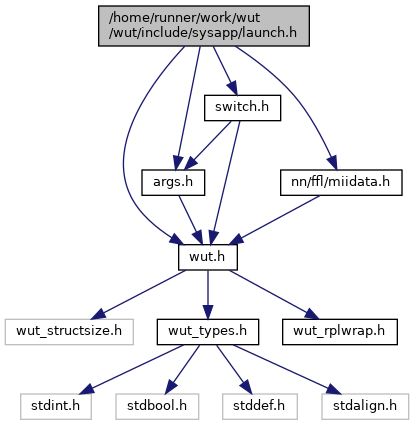 /home/runner/work/wut
/wut/include/sysapp/launch.h
switch.h
args.h
nn/ffl/miidata.h
wut.h
wut_structsize.h
wut_types.h
wut_rplwrap.h
stdint.h
stdbool.h
stddef.h
stdalign.h